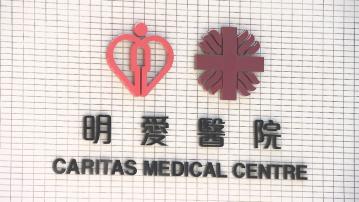 明愛醫院
CARITAS MEDICAL CENTRE